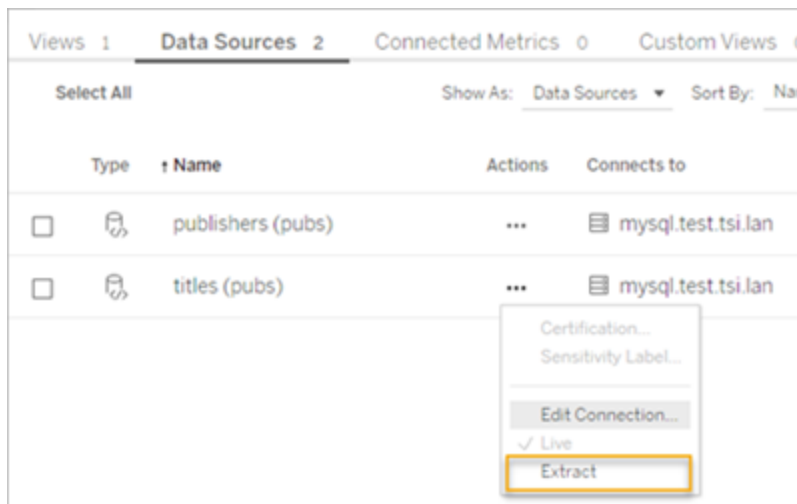 Views 1 Data Sources 2 Connected Metrics 0 Custom Views
Select All Show As: Data Sources Sort By:
Type ↑ Name Actions Connects to
publishers (pubs) ... mysql.test.tsi.lan
titles (pubs) ... mysql.test.tsi.lan
Certification...
Sensitivity Label...
Edit Connection...
✓ Live
Extract